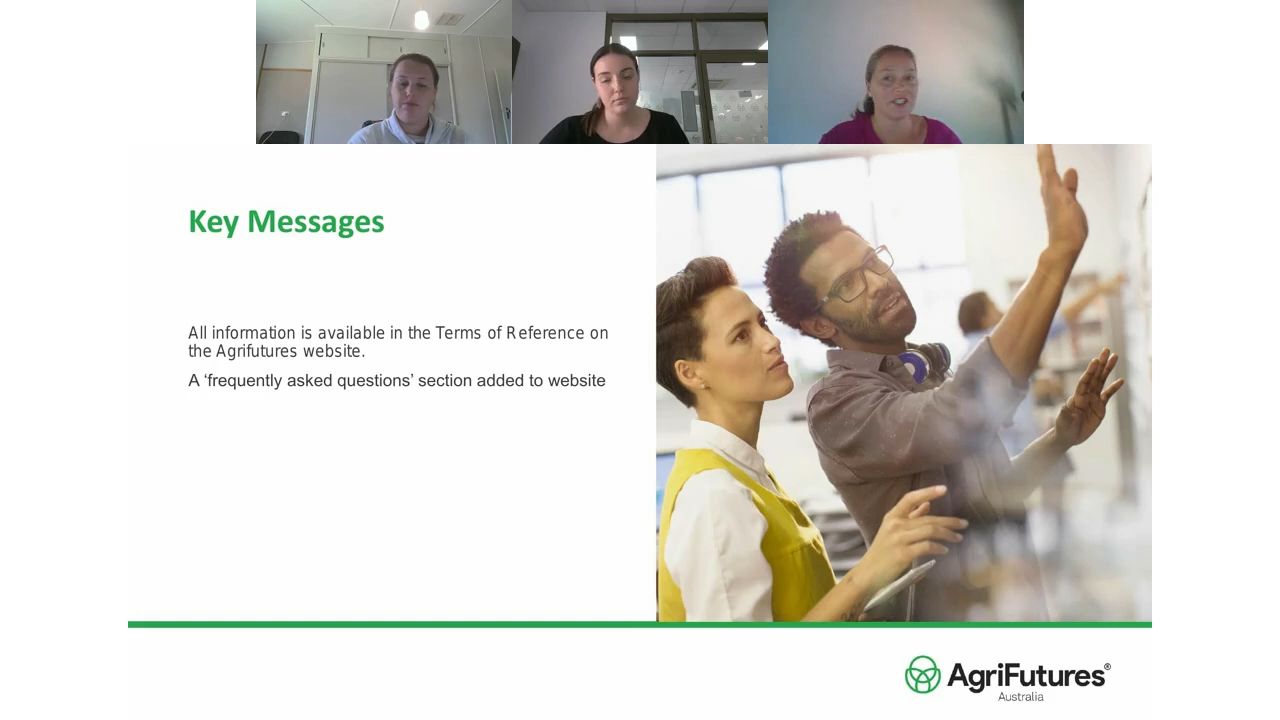 Key Messages
All information is available in the Terms of Reference on
the Agrifutures website.
A ‘frequently asked questions’ section added to website
AgriFutures®
Australia